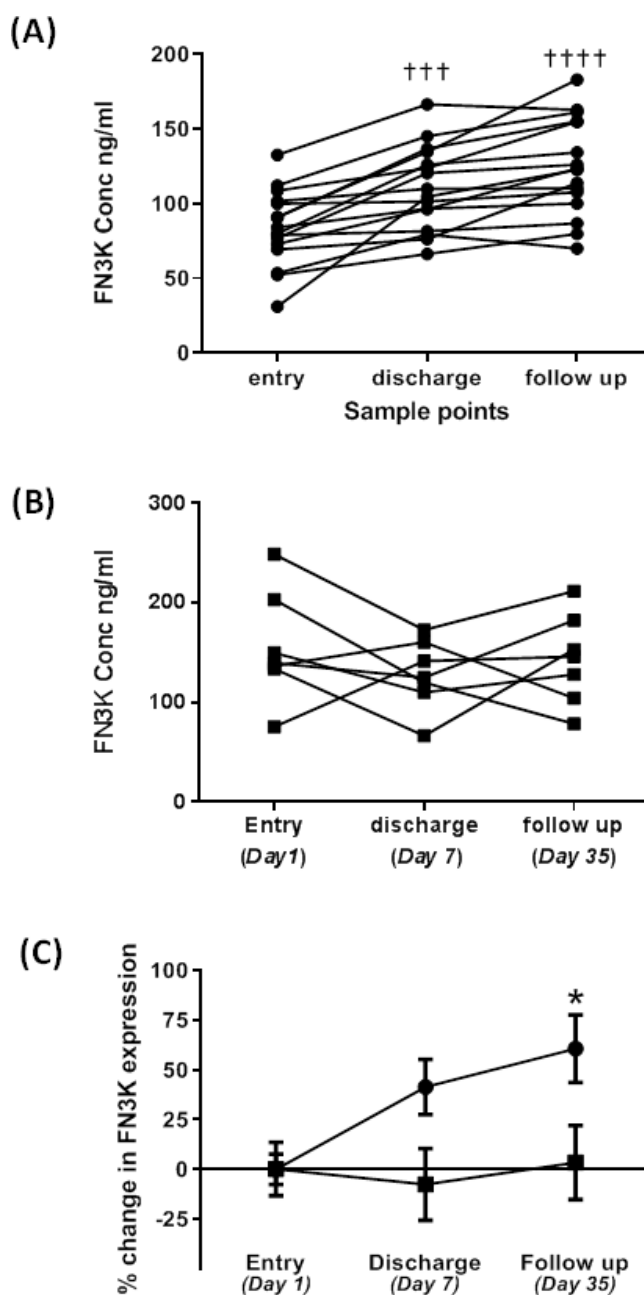 (A)
FN3K Conc ng/ml
200
150
100
50
0
††† ††††
entry discharge follow up
Sample points
(B)
FN3K Conc ng/ml
300
200
100
0
Entry discharge follow up
(Day1) (Day 7) (Day 35)
(C)
% change in FN3K expression
100
75
50
25
0
-25
*
Entry Discharge Follow up
(Day 1) (Day 7) (Day 35)